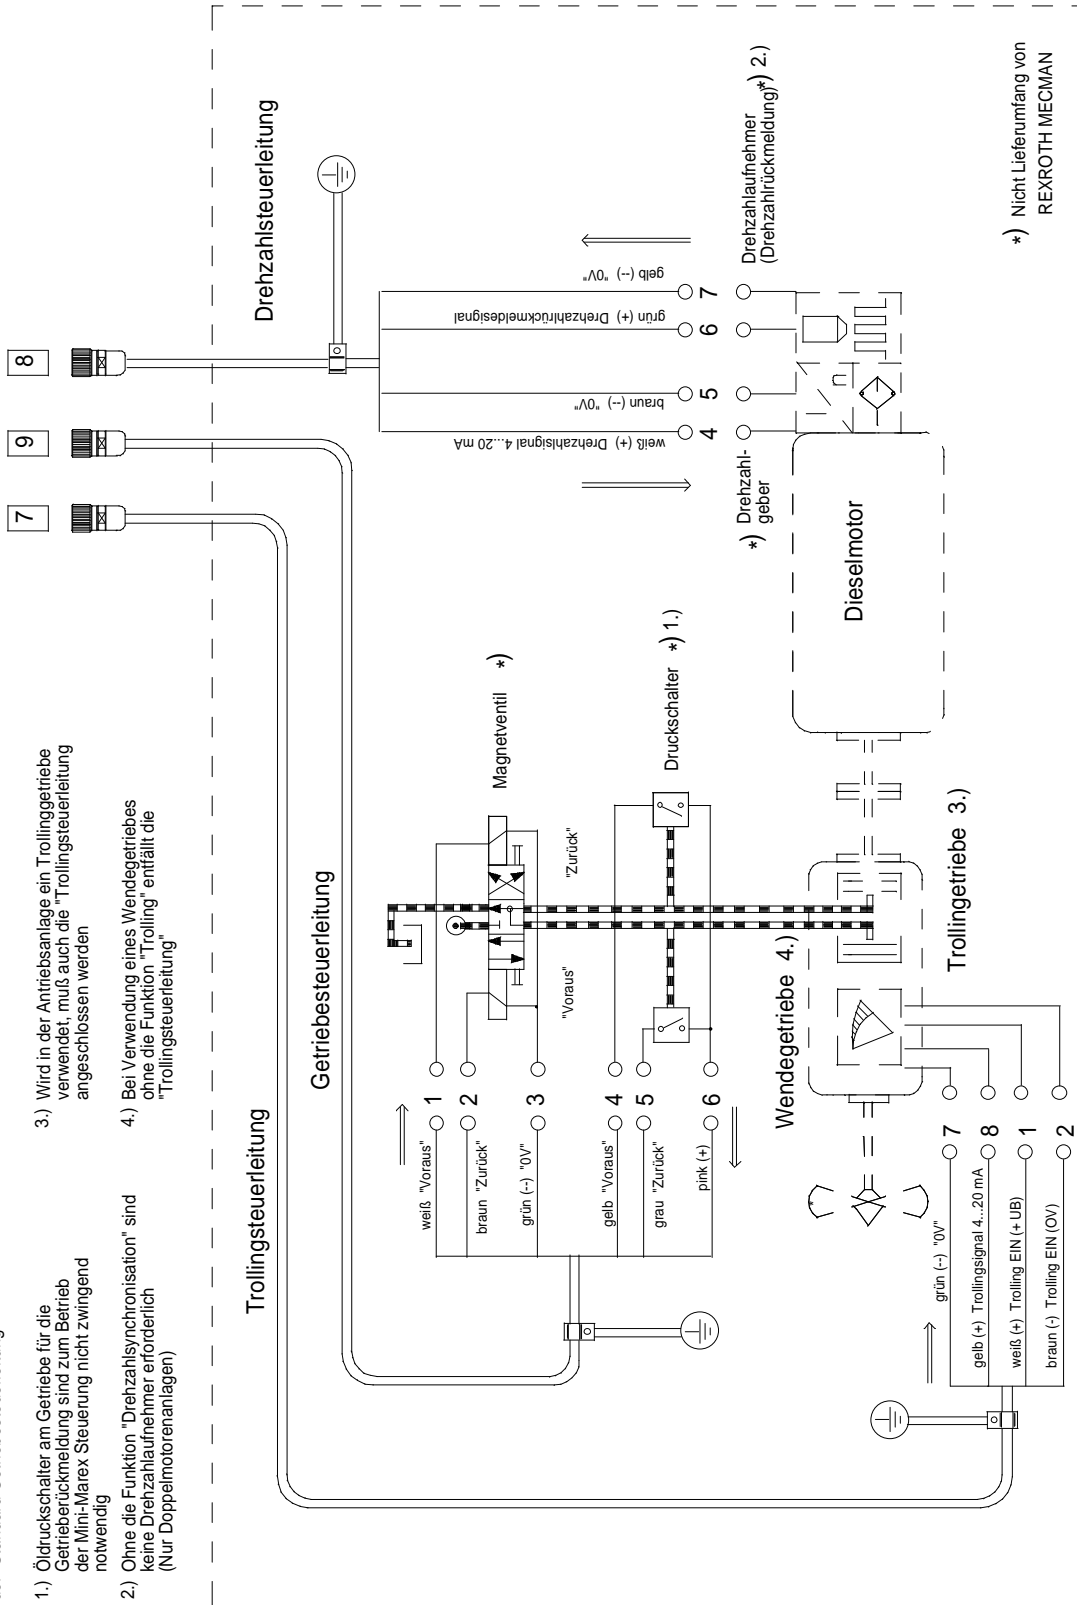 1.) Öldruckschalter am Getriebe für die
Getrieberückmeldung sind zum Betrieb
der Mini-Marex Steuerung nicht zwingend
notwendig
2.) Ohne die Funktion "Drehzahlsynchronisation" sind
keine Drehzahlaufnehmer erforderlich
(Nur Doppelmotorenanlagen)
3.) Wird in der Antriebsanlage ein Trollinggetriebe
verwendet, muß auch die "Trollingsteuerleitung
angeschlossen werden
4.) Bei Verwendung eines Wendegetriebes
ohne die Funktion "Trolling" entfällt die
"Trollingsteuerleitung"
7
9
8
Trollingsteuerleitung
Getriebesteuerleitung
Drehzahlsteuerleitung
weiß "Voraus"
1
braun "Zurück"
2
grün (--) "0V"
3
gelb "Voraus"
4
grau "Zurück"
5
pink (+)
6
"Voraus"
"Zurück"
Magnetventil *)
Druckschalter *) 1.)
weiß (+) Drehzahlsignal 4...20 mA
braun (--) "0V"
grün (+) Drehzahlrückmeldesignal
gelb (--) "0V"
4
5
6
7
*) Drehzahl-
geber
Drehzahlaufnehmer
(Drehzahlrückmeldung) *) 2.)
Dieselmotor
Wendegetriebe 4.)
Trollingetriebe 3.)
grün (--) "0V"
7
gelb (+) Trollingsignal 4...20 mA
8
weiß (+) Trolling EIN (+ UB)
1
braun (-) Trolling EIN (OV)
2
*) Nicht Lieferumfang von
REXROTH MECMAN